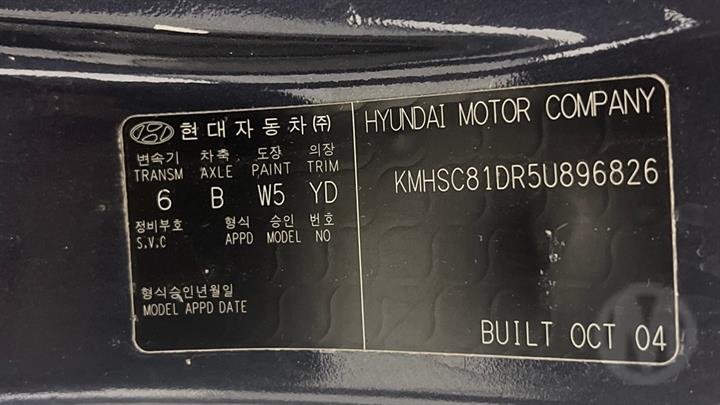 현대자동차㈜
변속기 차축 도장 의장
TRANSM AXLE PAINT TRIM
6 B W5 YD
정비부호 형식 승인 번호
S.V.C APPD MODEL NO
형식승인년월일
MODEL APPD DATE
HYUNDAI MOTOR COMPANY
KMHSC81DR5U896826
BUILT OCT 04
M